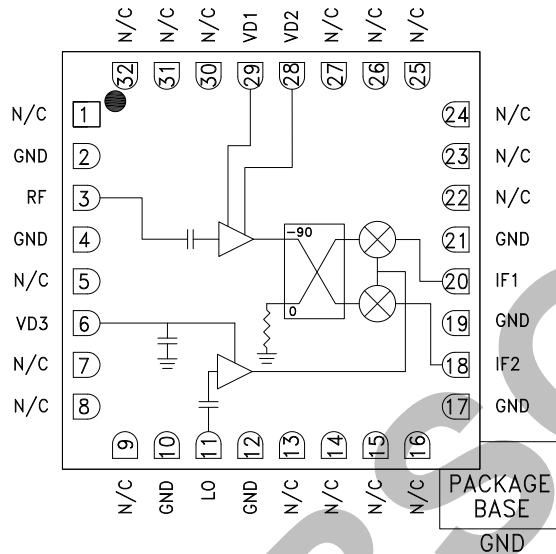 N/C N/C N/C VD1 VD2 N/C N/C N/C
32 31 30 29 28 27 26 25
N/C 1
GND 2
RF 3
GND 4
N/C 5
VD3 6
N/C 7
N/C 8
24 N/C
23 N/C
22 N/C
21 GND
20 IF1
19 GND
18 IF2
17 GND
-90
0
9 10 11 12 13 14 15 16
N/C GND LO GND N/C N/C N/C N/C
PACKAGE
BASE
GND